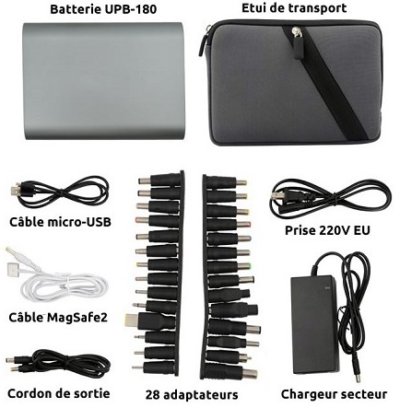 Batterie UPB-180
Etui de transport
Câble micro-USB
Prise 220V EU
Câble MagSafe2
Cordon de sortie
28 adaptateurs
Chargeur secteur